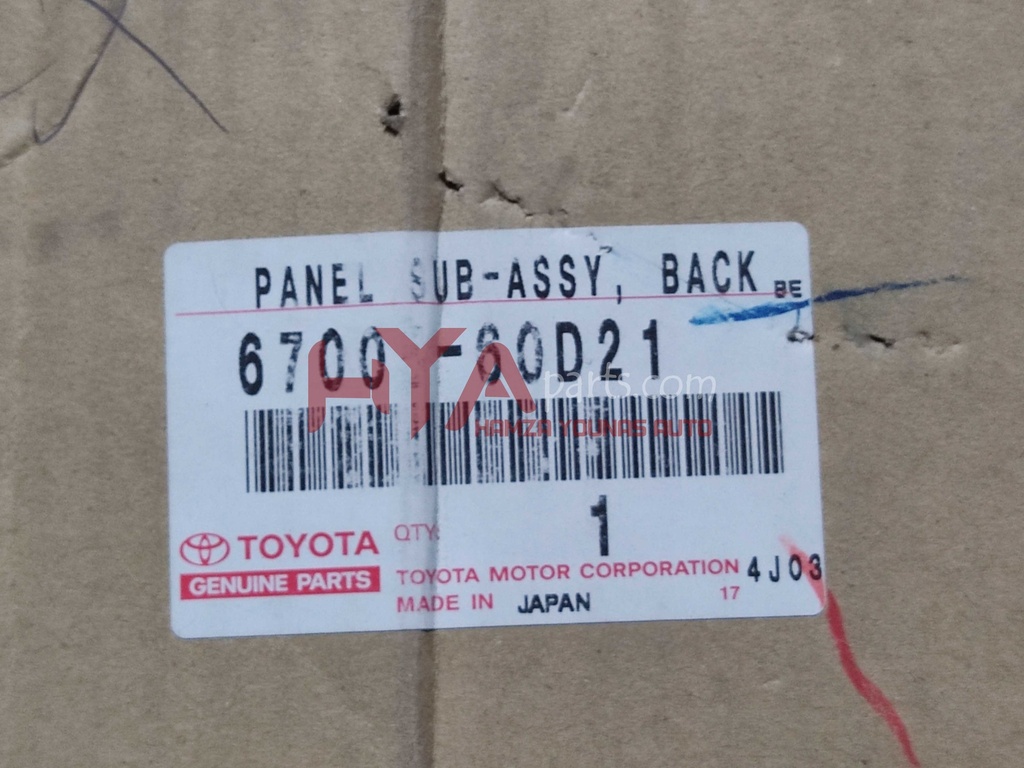 PANEL SUB-ASSY, BACK BE
60D21
HYA
parts.com
HAMZA YOUNAS AUTO
QTY: 1
TOYOTA
GENUINE PARTS
TOYOTA MOTOR CORPORATION 4J03
MADE IN JAPAN 17